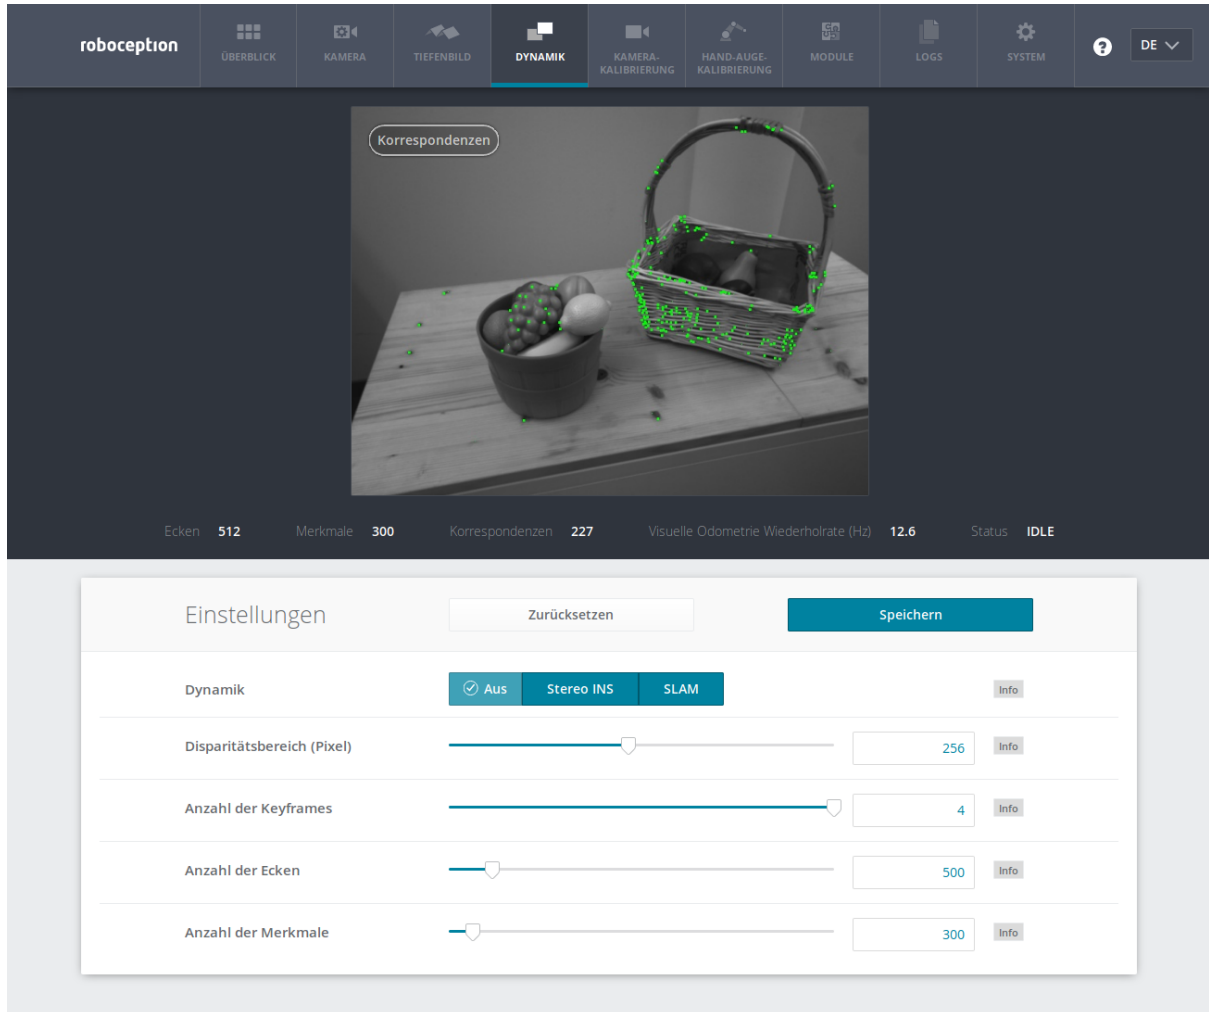 roboception
ÜBERBLICK
KAMERA
TIEFENBILD
DYNAMIK
KAMERA-
KALIBRIERUNG
HAND-AUGE-
KALIBRIERUNG
MODULE
LOGS
SYSTEM
?
DE
Korrespondenzen
Ecken 512 Merkmale 300 Korrespondenzen 227 Visuelle Odometrie Wiederholrate (Hz) 12.6 Status IDLE
Einstellungen Zurücksetzen Speichern
Dynamik Aus Stereo INS SLAM Info
Disparitätsbereich (Pixel) 256 Info
Anzahl der Keyframes 4 Info
Anzahl der Ecken 500 Info
Anzahl der Merkmale 300 Info